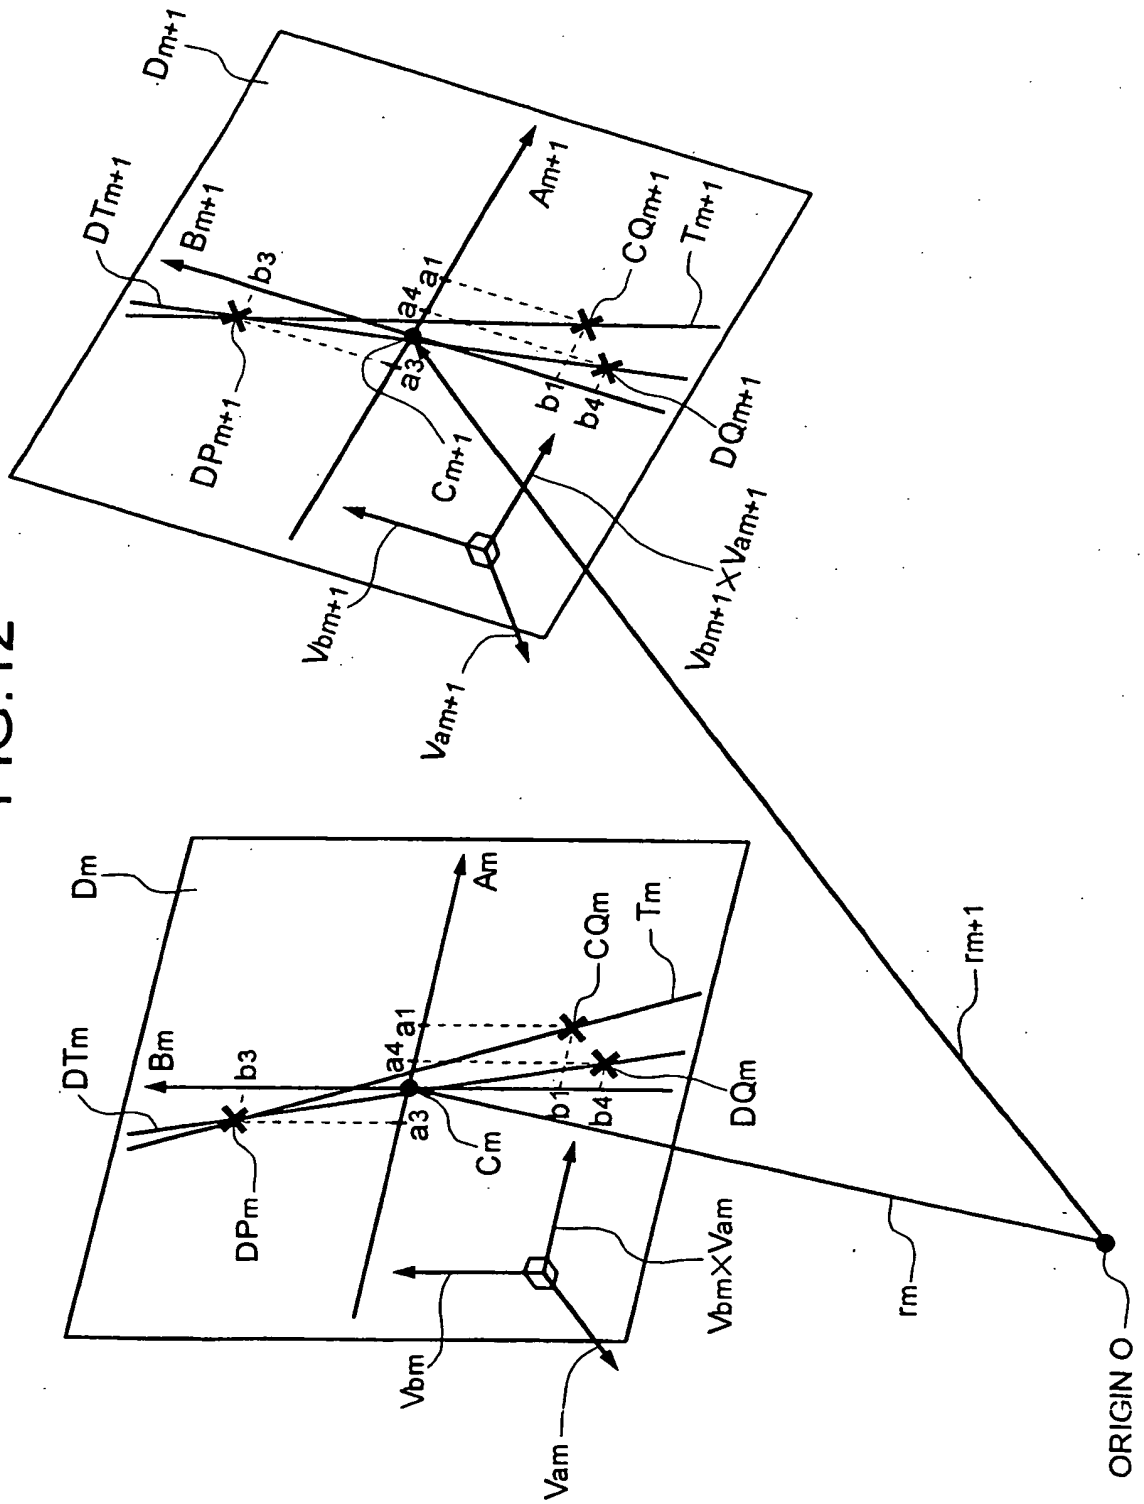 FIG.12
Dm+1
DTm+1
Bm+1
b3
Am+1
a4
a1
a3
CQm+1
Tm+1
DPm+1
Cm+1
b1
b4
DQm+1
Vbm+1
Vbm+1×Vam+1
Vam+1
Dm
DTm
Bm
b3
Am
a4
a1
a3
CQm
Tm
DPm
Cm
b1
b4
DQm
Vbm
Vbm×Vam
Vam
rm+1
rm
ORIGIN O